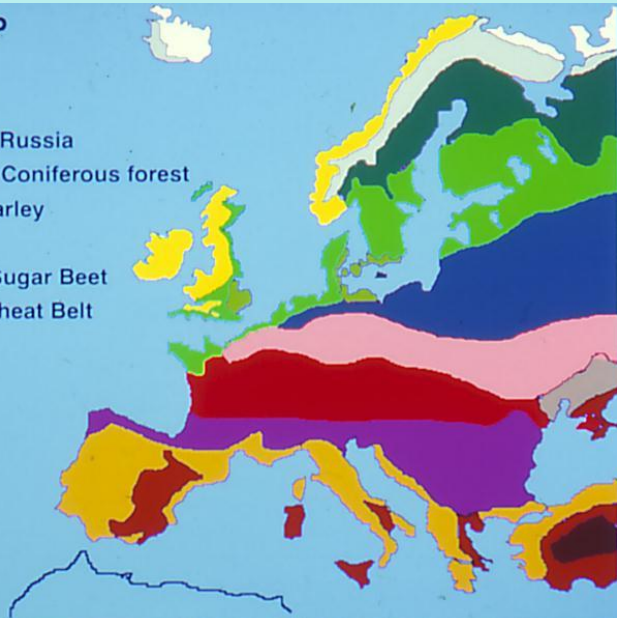 Russia
Coniferous forest
arley
Sugar Beet
heat Belt